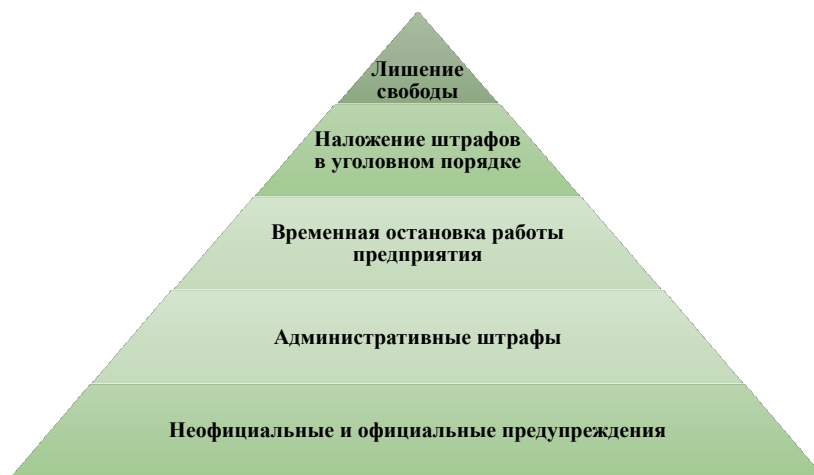 Лишение
свободы
Наложение штрафов
в уголовном порядке
Временная остановка работы
предприятия
Административные штрафы
Неофициальные и официальные предупреждения